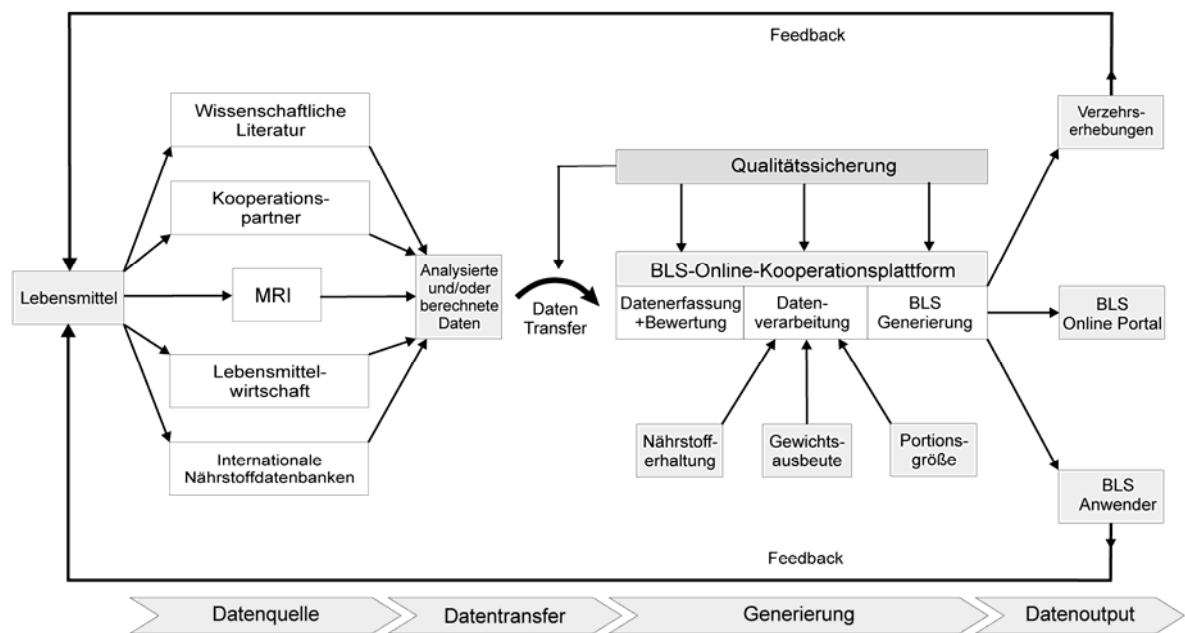 Feedback
Wissenschaftliche
Literatur
Kooperations-
partner
Lebensmittel
MRI
Lebensmittel-
wirtschaft
Internationale
Nährstoffdatenbanken
Analysierte
und/oder
berechnete
Daten
Daten
Transfer
Qualitätssicherung
BLS-Online-Kooperationsplattform
Datenerfassung
+Bewertung
Daten-
verarbeitung
BLS
Generierung
Nährstoff-
erhaltung
Gewichts-
ausbeute
Portions-
größe
Verzehrs-
erhebungen
BLS
Online Portal
BLS
Anwender
Feedback
Datenquelle
Datentransfer
Generierung
Datenoutput